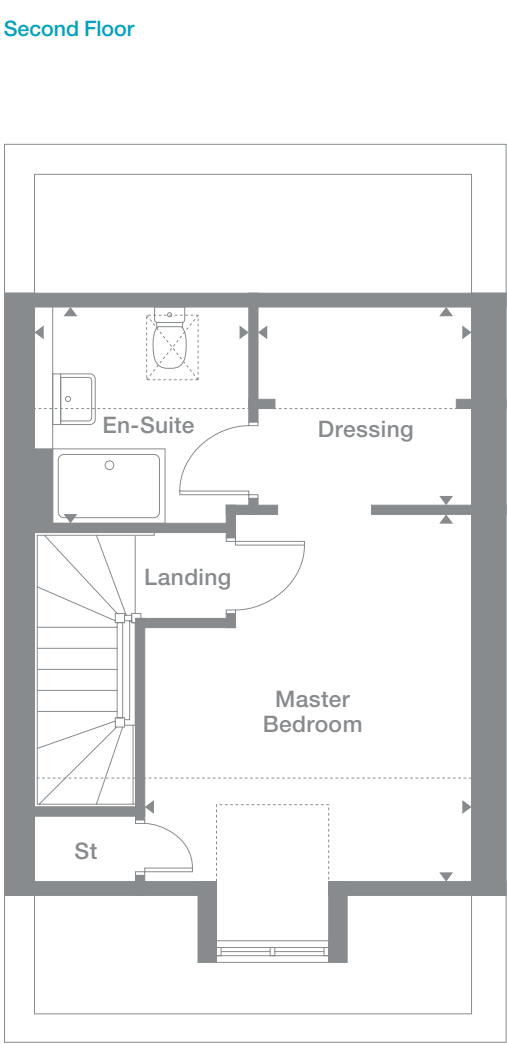 Second Floor
En-Suite
Dressing
Landing
Master
Bedroom
St